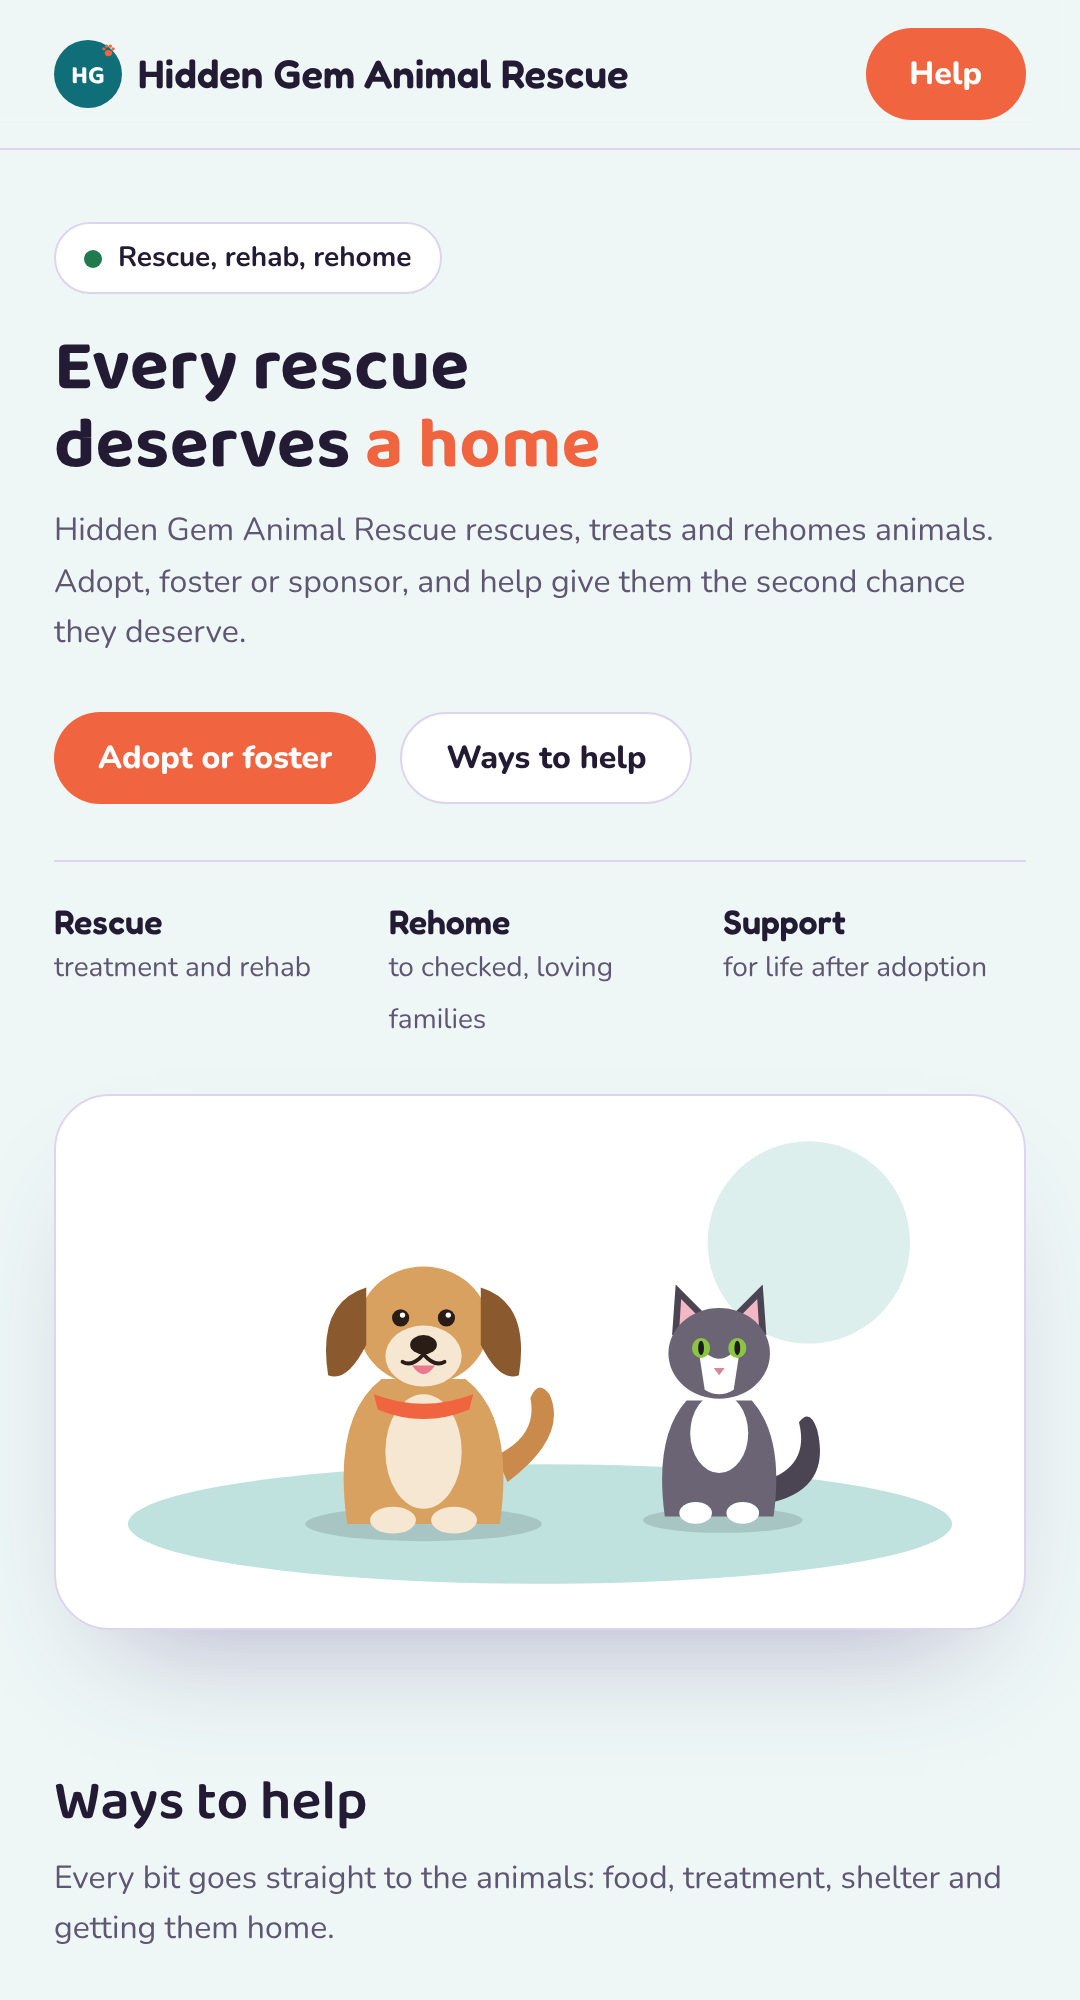 HG
Hidden Gem Animal Rescue
Help
Rescue, rehab, rehome
Every rescue
deserves a home
Hidden Gem Animal Rescue rescues, treats and rehomes animals.
Adopt, foster or sponsor, and help give them the second chance
they deserve.
Adopt or foster
Ways to help
Rescue
treatment and rehab
Rehome
to checked, loving
families
Support
for life after adoption
Ways to help
Every bit goes straight to the animals: food, treatment, shelter and
getting them home.